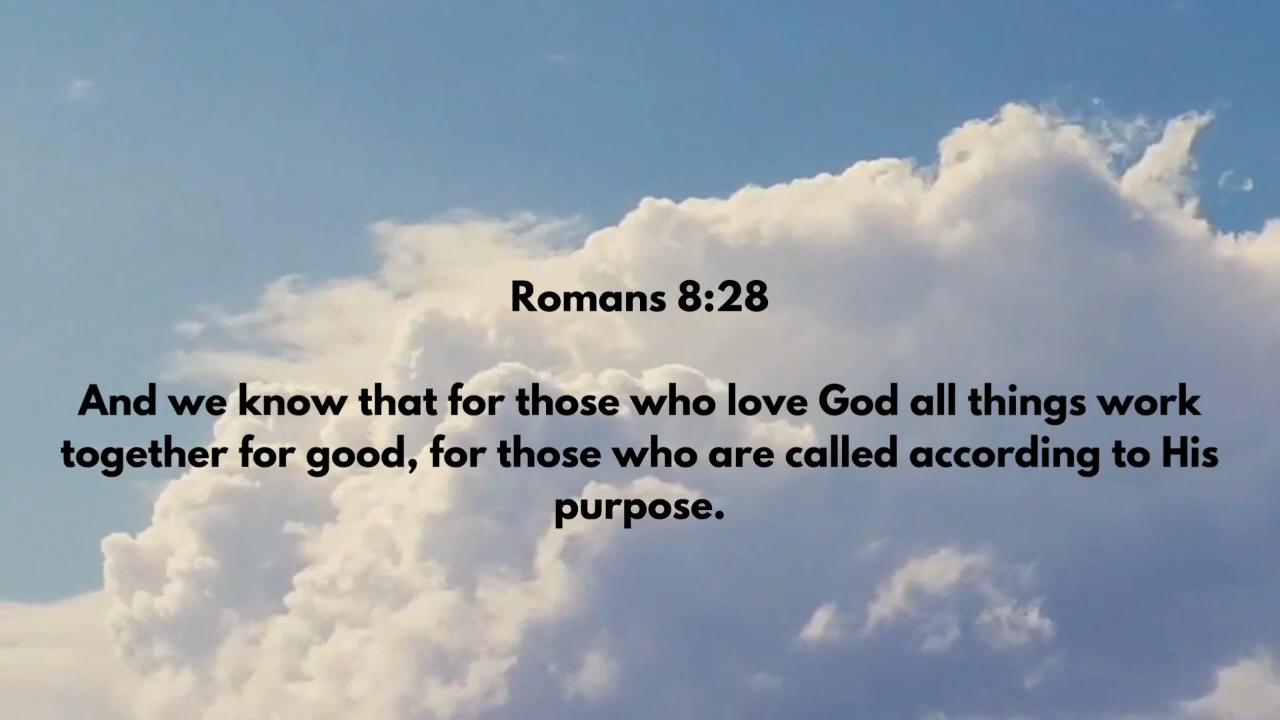 Romans 8:28
And we know that for those who love God all things work
together for good, for those who are called according to His
purpose.